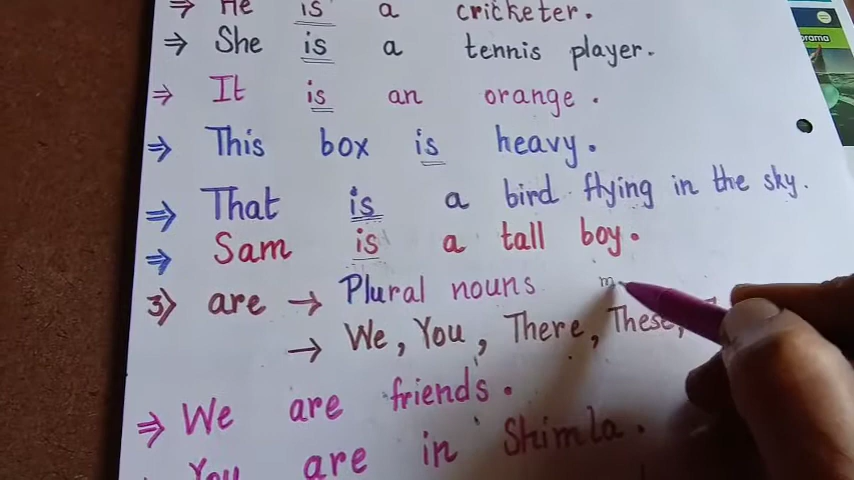 ⇒ He is a cricketer.
⇒ She is a tennis player.
⇒ It is an orange.
⇒ This box is heavy.
⇒ That is a bird flying in the sky.
⇒ Sam is a tall boy.
3) are → Plural nouns m
→ We, You, There, These,
⇒ We are friends.
You are in Shimla.